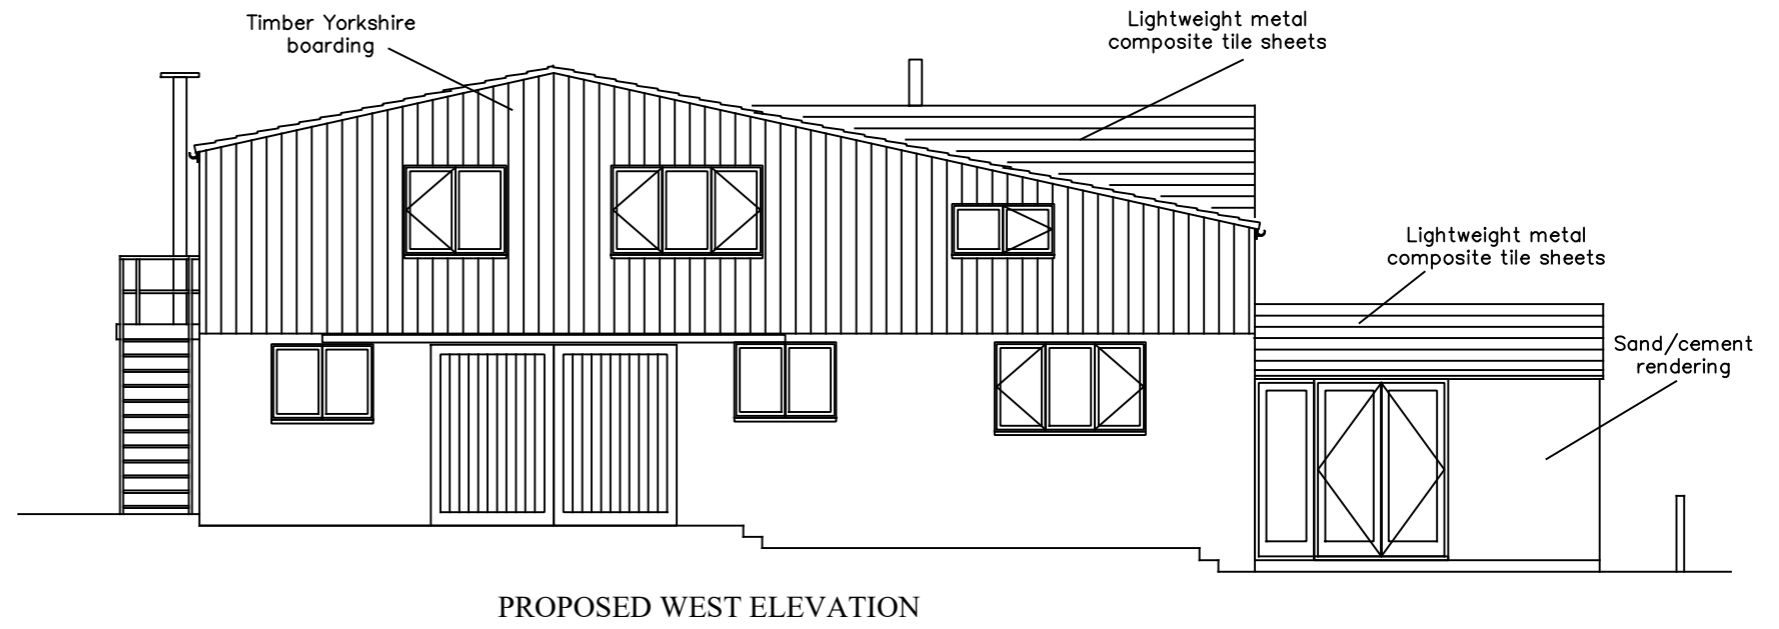 Timber Yorkshire
boarding
Lightweight metal
composite tile sheets
Lightweight metal
composite tile sheets
Sand/cement
rendering
PROPOSED WEST ELEVATION